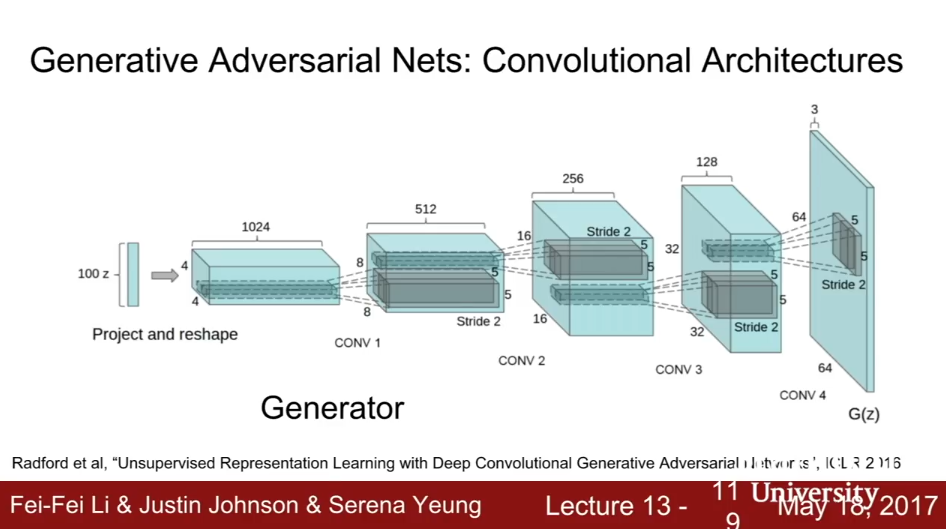 Generative Adversarial Nets: Convolutional Architectures
3
128
256
512
1024
64
5
5
Stride 2
16
Stride 2
5
5
32
8
4
100 z
4
5
5
8
Stride 2
16
5
5
32
Stride 2
64
Project and reshape
CONV 1
CONV 2
CONV 3
CONV 4
G(z)
Generator
Radford et al, “Unsupervised Representation Learning with Deep Convolutional Generative Adversarial Networks”, ICLR 2016
Fei-Fei Li & Justin Johnson & Serena Yeung
Lecture 13 -
11
9
University
May 18, 2017